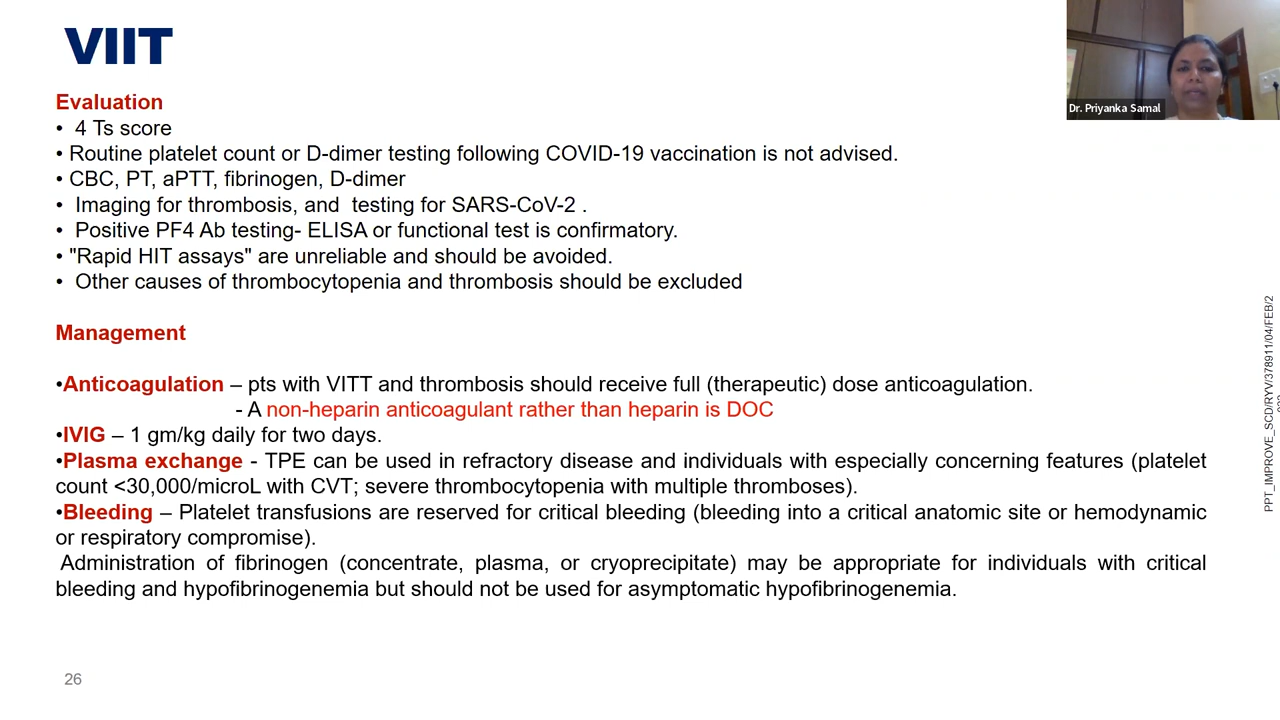 VIIT
Dr. Priyanka Samal
Evaluation
• 4 Ts score
• Routine platelet count or D-dimer testing following COVID-19 vaccination is not advised.
• CBC, PT, aPTT, fibrinogen, D-dimer
• Imaging for thrombosis, and testing for SARS-CoV-2 .
• Positive PF4 Ab testing- ELISA or functional test is confirmatory.
• "Rapid HIT assays" are unreliable and should be avoided.
• Other causes of thrombocytopenia and thrombosis should be excluded
Management
•Anticoagulation – pts with VITT and thrombosis should receive full (therapeutic) dose anticoagulation.
- A non-heparin anticoagulant rather than heparin is DOC
•IVIG – 1 gm/kg daily for two days.
•Plasma exchange - TPE can be used in refractory disease and individuals with especially concerning features (platelet
count <30,000/microL with CVT; severe thrombocytopenia with multiple thromboses).
•Bleeding – Platelet transfusions are reserved for critical bleeding (bleeding into a critical anatomic site or hemodynamic
or respiratory compromise).
Administration of fibrinogen (concentrate, plasma, or cryoprecipitate) may be appropriate for individuals with critical
bleeding and hypofibrinogenemia but should not be used for asymptomatic hypofibrinogenemia.
PPT_IMPROVE_SCD/RYV/378911/04/FEB/2
26